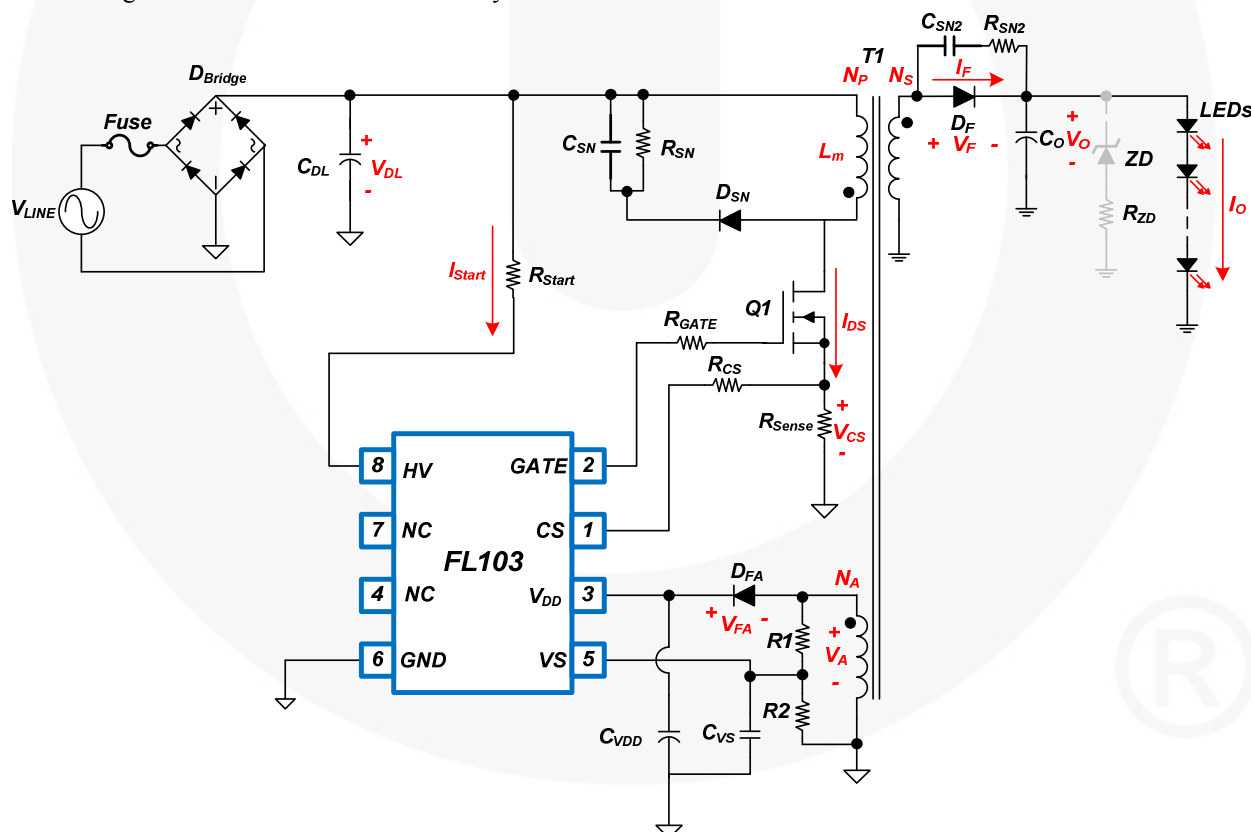 CSN2
RSN2
T1
DBridge
NP
NS
IF
Fuse
LEDs
+
CSN
RSN
+
CDL
VDL
-
Lm
DF
+ VF -
CO
+
VO
-
ZD
VLINE
DSN
RZD
IO
IStart
RStart
Q1
IDS
RGATE
RCS
RSense
+
VCS
-
8
HV
GATE
2
7
NC
CS
1
FL103
DFA
NA
4
NC
VDD
3
+ VFA -
R1
+
VA
-
6
GND
VS
5
R2
CVDD
CVS
®